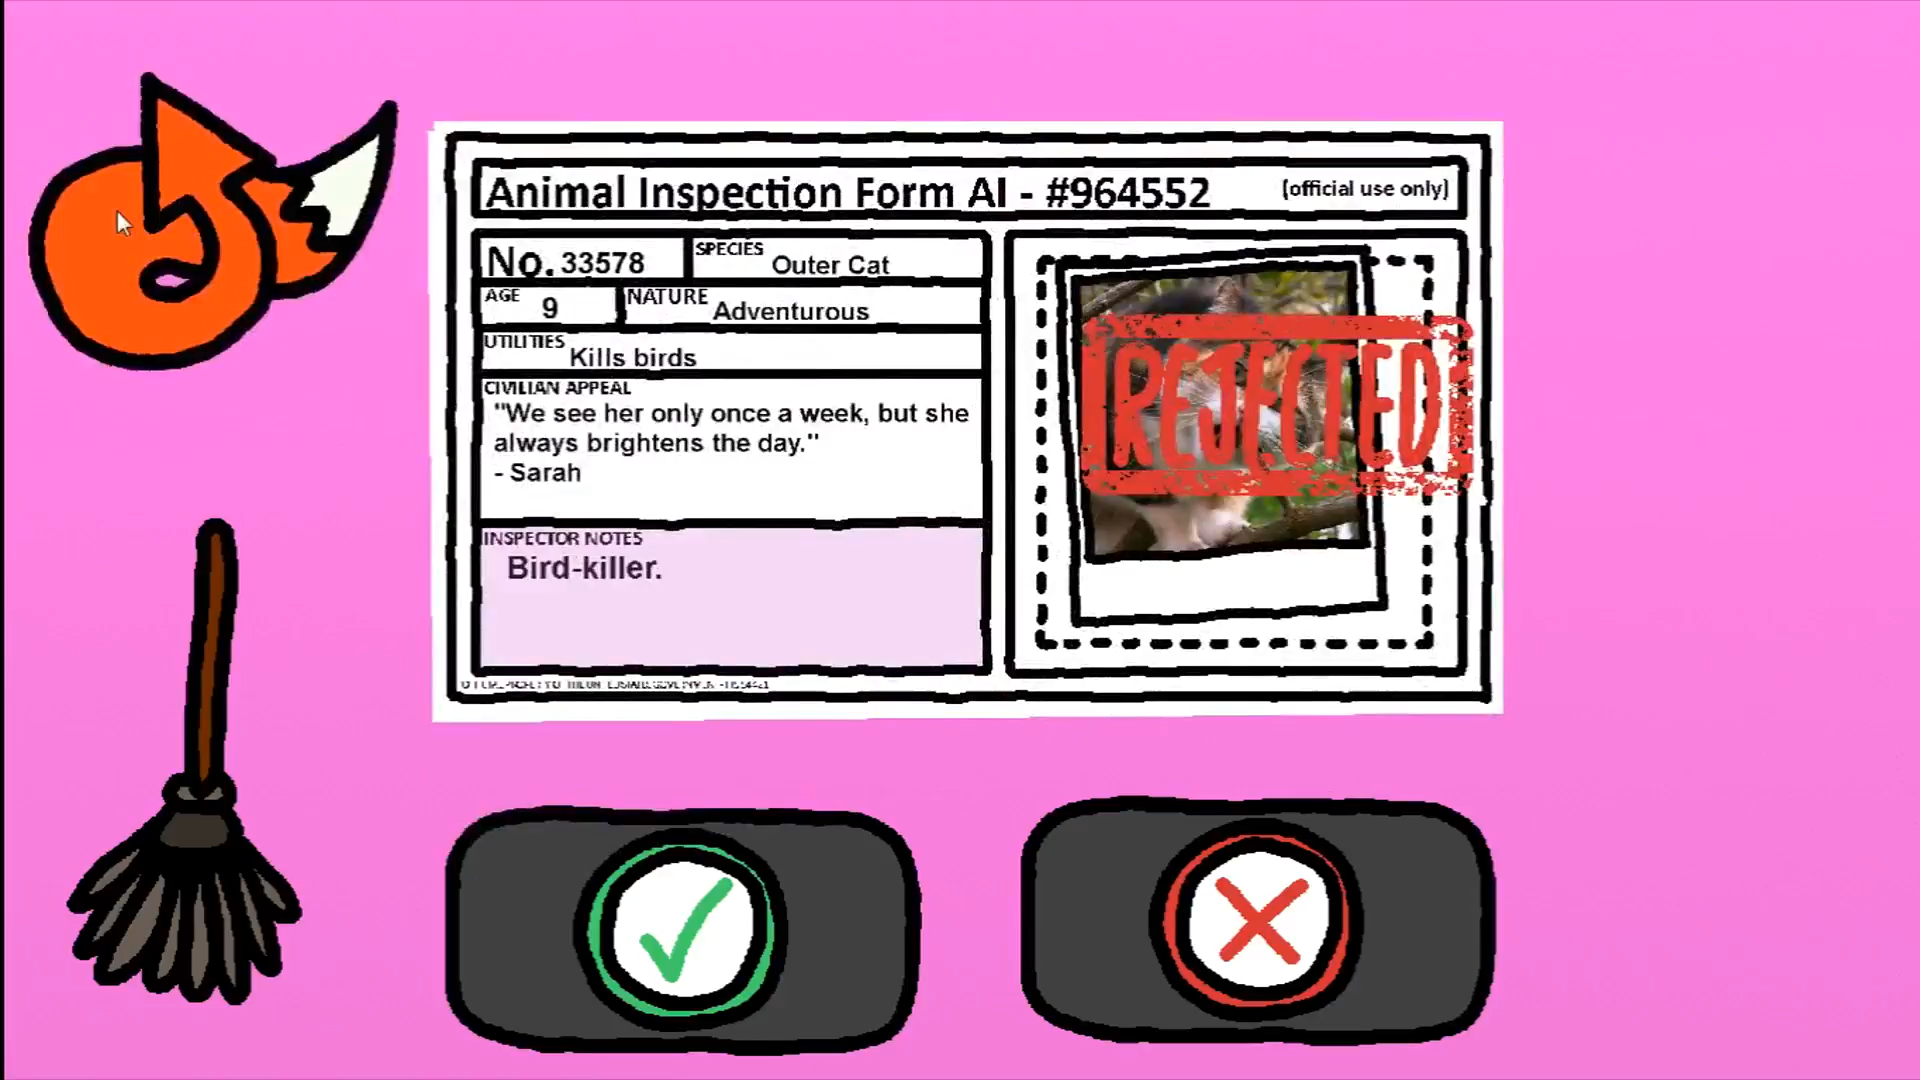 Animal Inspection Form AI - #964552 (official use only)
No. 33578 SPECIES Outer Cat
AGE 9 NATURE Adventurous
UTILITIES Kills birds
CIVILIAN APPEAL
"We see her only once a week, but she
always brightens the day."
- Sarah
INSPECTOR NOTES
Bird-killer.
REJECTED